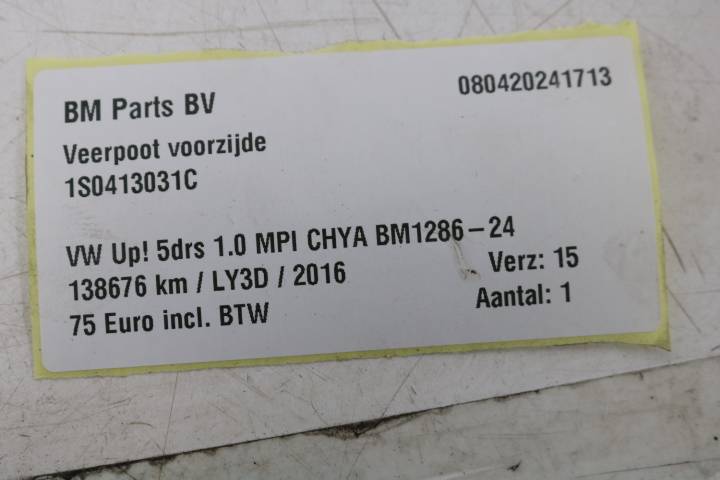 BM Parts BV 080420241713
Veerpoot voorzijde
1S0413031C
VW Up! 5drs 1.0 MPI CHYA BM1286-24
138676 km / LY3D / 2016 Verz: 15
75 Euro incl. BTW Aantal: 1